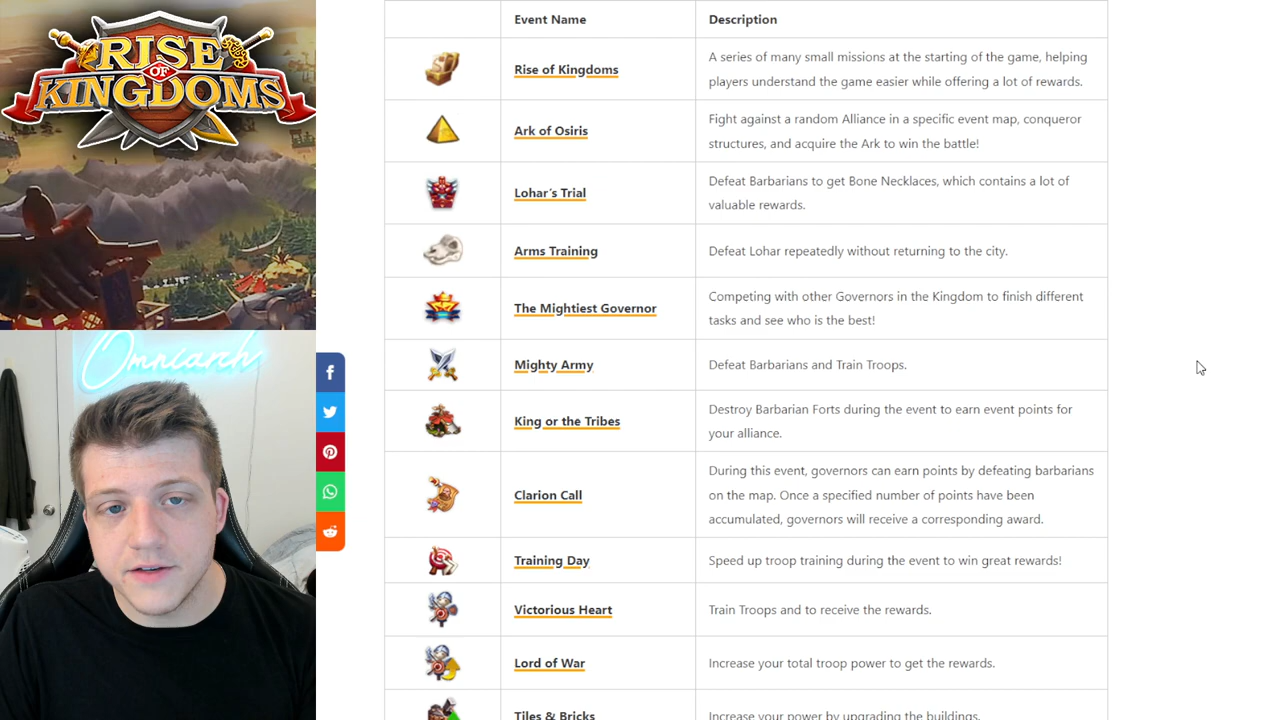 RISE
OF
KINGDOMS
Omniarch
Event Name
Description
Rise of Kingdoms
A series of many small missions at the starting of the game, helping
players understand the game easier while offering a lot of rewards.
Ark of Osiris
Fight against a random Alliance in a specific event map, conqueror
structures, and acquire the Ark to win the battle!
Lohar's Trial
Defeat Barbarians to get Bone Necklaces, which contains a lot of
valuable rewards.
Arms Training
Defeat Lohar repeatedly without returning to the city.
The Mightiest Governor
Competing with other Governors in the Kingdom to finish different
tasks and see who is the best!
Mighty Army
Defeat Barbarians and Train Troops.
King or the Tribes
Destroy Barbarian Forts during the event to earn event points for
your alliance.
Clarion Call
During this event, governors can earn points by defeating barbarians
on the map. Once a specified number of points have been
accumulated, governors will receive a corresponding award.
Training Day
Speed up troop training during the event to win great rewards!
Victorious Heart
Train Troops and to receive the rewards.
Lord of War
Increase your total troop power to get the rewards.
Tiles & Bricks
Increase your power by upgrading the buildings.